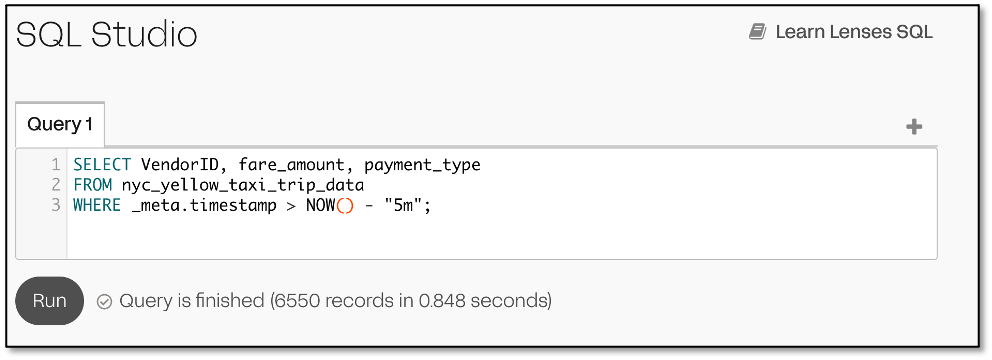 SQL Studio
Learn Lenses SQL
Query 1
+
1 SELECT VendorID, fare_amount, payment_type
2 FROM nyc_yellow_taxi_trip_data
3 WHERE _meta.timestamp > NOW() - "5m";
Run
Query is finished (6550 records in 0.848 seconds)